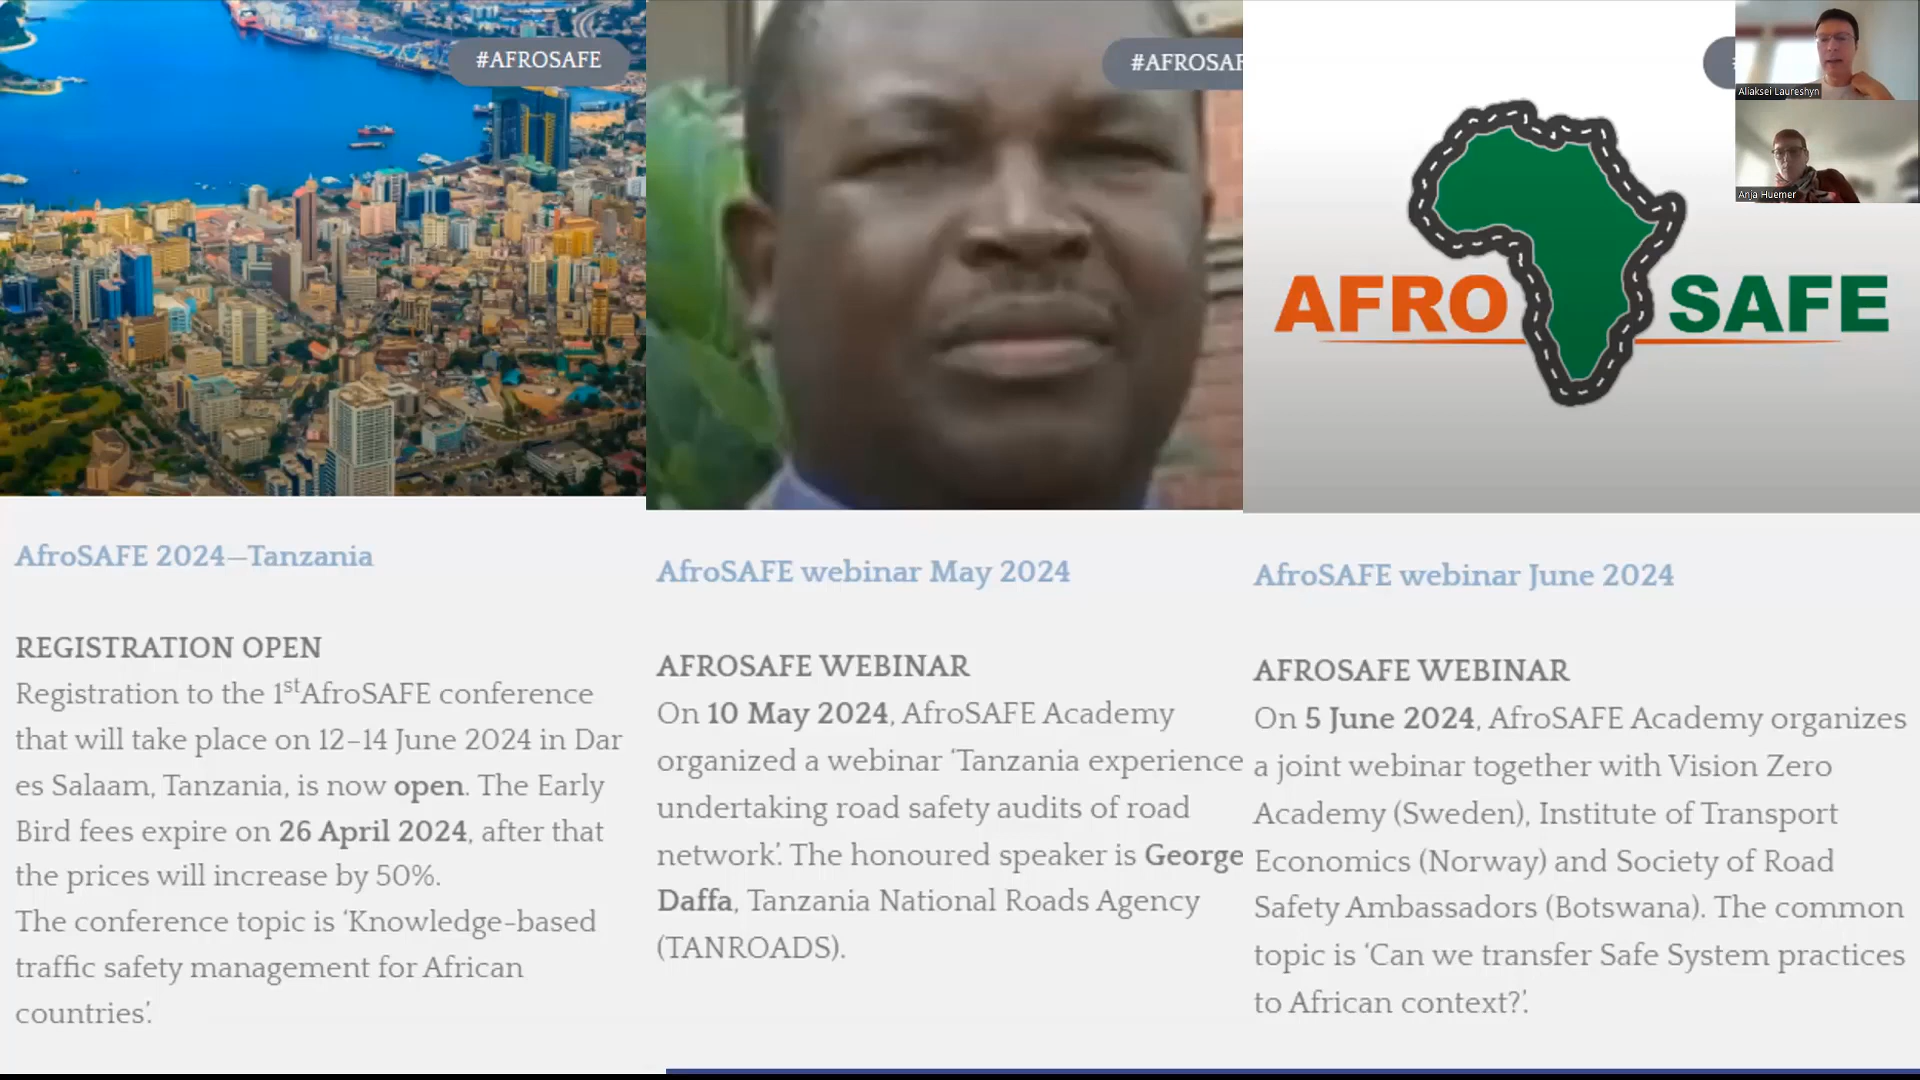 #AFROSAFE
AfroSAFE 2024—Tanzania
REGISTRATION OPEN
Registration to the 1stAfroSAFE conference
that will take place on 12–14 June 2024 in Dar
es Salaam, Tanzania, is now open. The Early
Bird fees expire on 26 April 2024, after that
the prices will increase by 50%.
The conference topic is ‘Knowledge-based
traffic safety management for African
countries’.
#AFROSAF
AfroSAFE webinar May 2024
AFROSAFE WEBINAR
On 10 May 2024, AfroSAFE Academy
organized a webinar ‘Tanzania experience
undertaking road safety audits of road
network’. The honoured speaker is George
Daffa, Tanzania National Roads Agency
(TANROADS).
Aliaksei Laureshyn
Anja Huemer
AFRO SAFE
AfroSAFE webinar June 2024
AFROSAFE WEBINAR
On 5 June 2024, AfroSAFE Academy organizes
a joint webinar together with Vision Zero
Academy (Sweden), Institute of Transport
Economics (Norway) and Society of Road
Safety Ambassadors (Botswana). The common
topic is ‘Can we transfer Safe System practices
to African context?’.